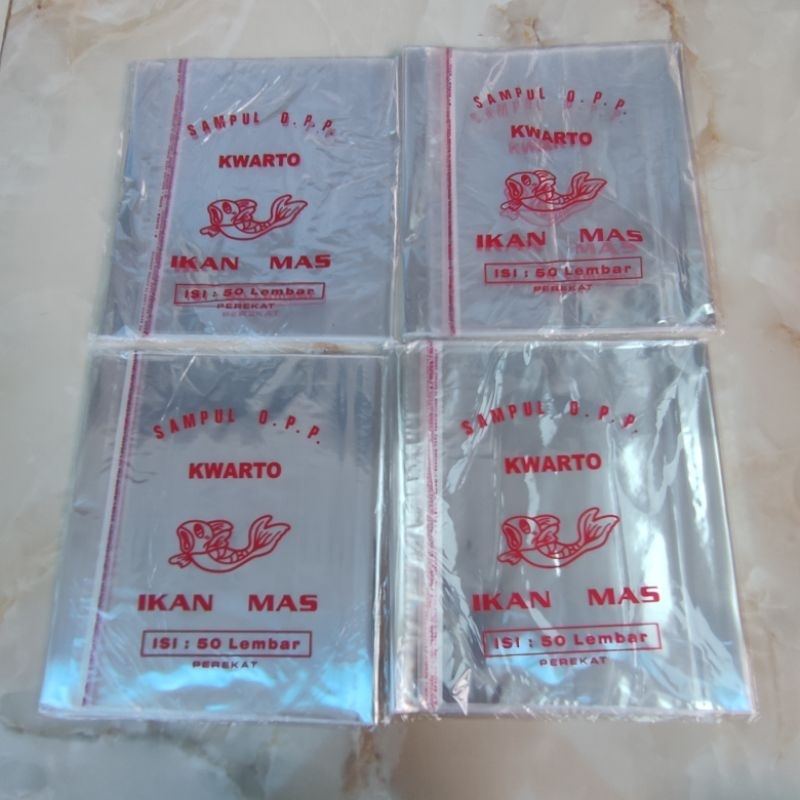 SAMPUL O.P.P.
KWARTO
IKAN MAS
ISI : 50 Lembar
PEREKAT
SAMPUL O.P.P.
KWARTO
IKAN MAS
ISI : 50 Lembar
PEREKAT
SAMPUL O.P.P.
KWARTO
IKAN MAS
ISI : 50 Lembar
PEREKAT
SAMPUL O.P.P.
KWARTO
IKAN MAS
ISI : 50 Lembar
PEREKAT